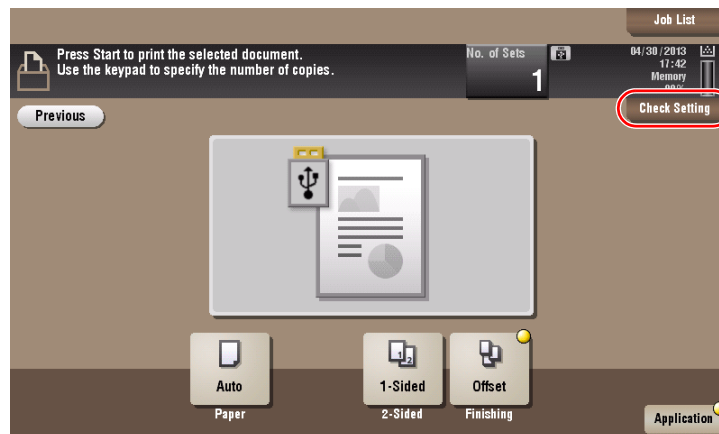 Job List
Press Start to print the selected document.
Use the keypad to specify the number of copies.
No. of Sets
1
04/30/2013
17:42
Memory
Check Setting
Previous
1 2
Auto
1-Sided
Offset
Paper
2-Sided
Finishing
Application